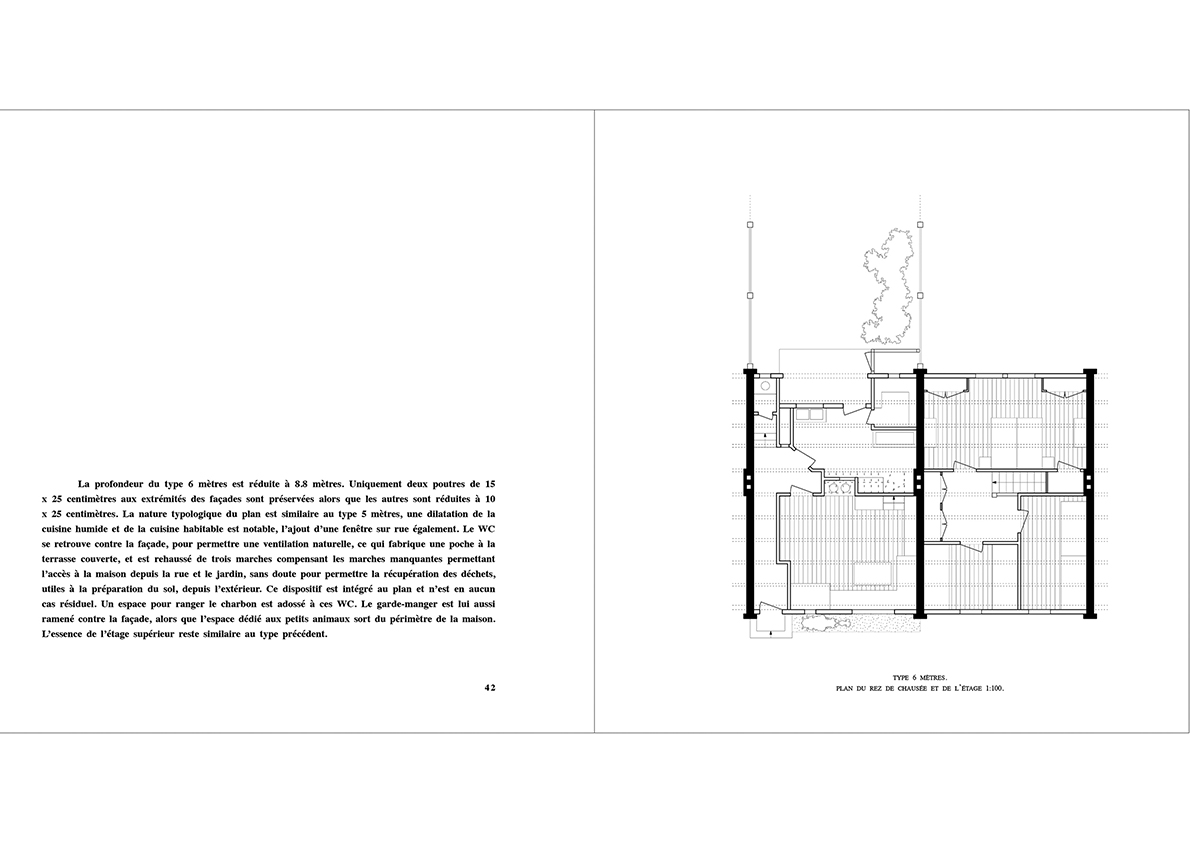 La profondeur du type 6 mètres est réduite à 8.8 mètres. Uniquement deux poutres de 15
x 25 centimètres aux extrémités des façades sont préservées alors que les autres sont réduites à 10
x 25 centimètres. La nature typologique du plan est similaire au type 5 mètres, une dilatation de la
cuisine humide et de la cuisine habitable est notable, l'ajout d'une fenêtre sur rue également. Le WC
se retrouve contre la façade, pour permettre une ventilation naturelle, ce qui fabrique une poche à la
terrasse couverte, et est rehaussé de trois marches compensant les marches manquantes permettant
l'accès à la maison depuis la rue et le jardin, sans doute pour permettre la récupération des déchets,
utiles à la préparation du sol, depuis l'extérieur. Ce dispositif est intégré au plan et n'est en aucun
cas résiduel. Un espace pour ranger le charbon est adossé à ces WC. Le garde-manger est lui aussi
ramené contre la façade, alors que l'espace dédié aux petits animaux sort du périmètre de la maison.
L'essence de l'étage supérieur reste similaire au type précédent.
42
TYPE 6 MÈTRES.
PLAN DU REZ DE CHAUSÉE ET DE L'ÉTAGE 1:100.